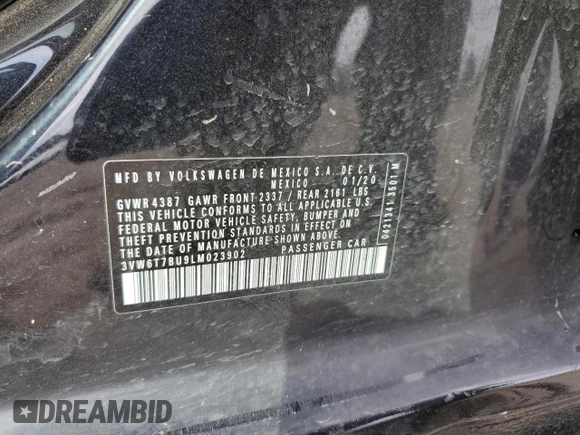 MFD BY VOLKSWAGEN DE MEXICO S.A. DE C.V.
MEXICO 01/20
GVWR 4387 GAWR FRONT 2337 / REAR 2161 LBS
THIS VEHICLE CONFORMS TO ALL APPLICABLE U.S.
FEDERAL MOTOR VEHICLE SAFETY, BUMPER AND
THEFT PREVENTION STANDARDS IN EFFECT ON
THE DATE OF MANUFACTURE SHOWN ABOVE.
3VW6T7BU9LM023902 PASSENGER CAR
0421341 3501 M
DREAMBID